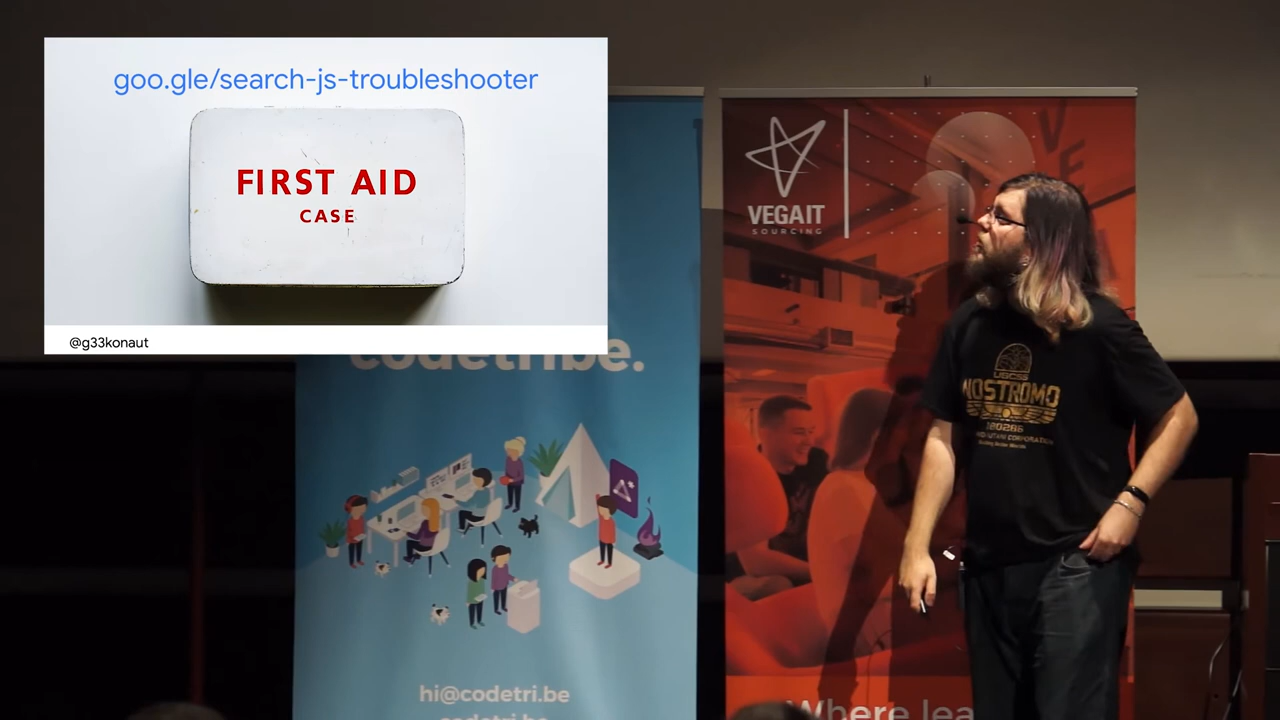 goo.gle/search-js-troubleshooter
FIRST AID
CASE
@g33konaut
codetribe.
hi@codetri.be
codetri.be
VEGAIT
SOURCING
Where lea
NOSTROMO
180286